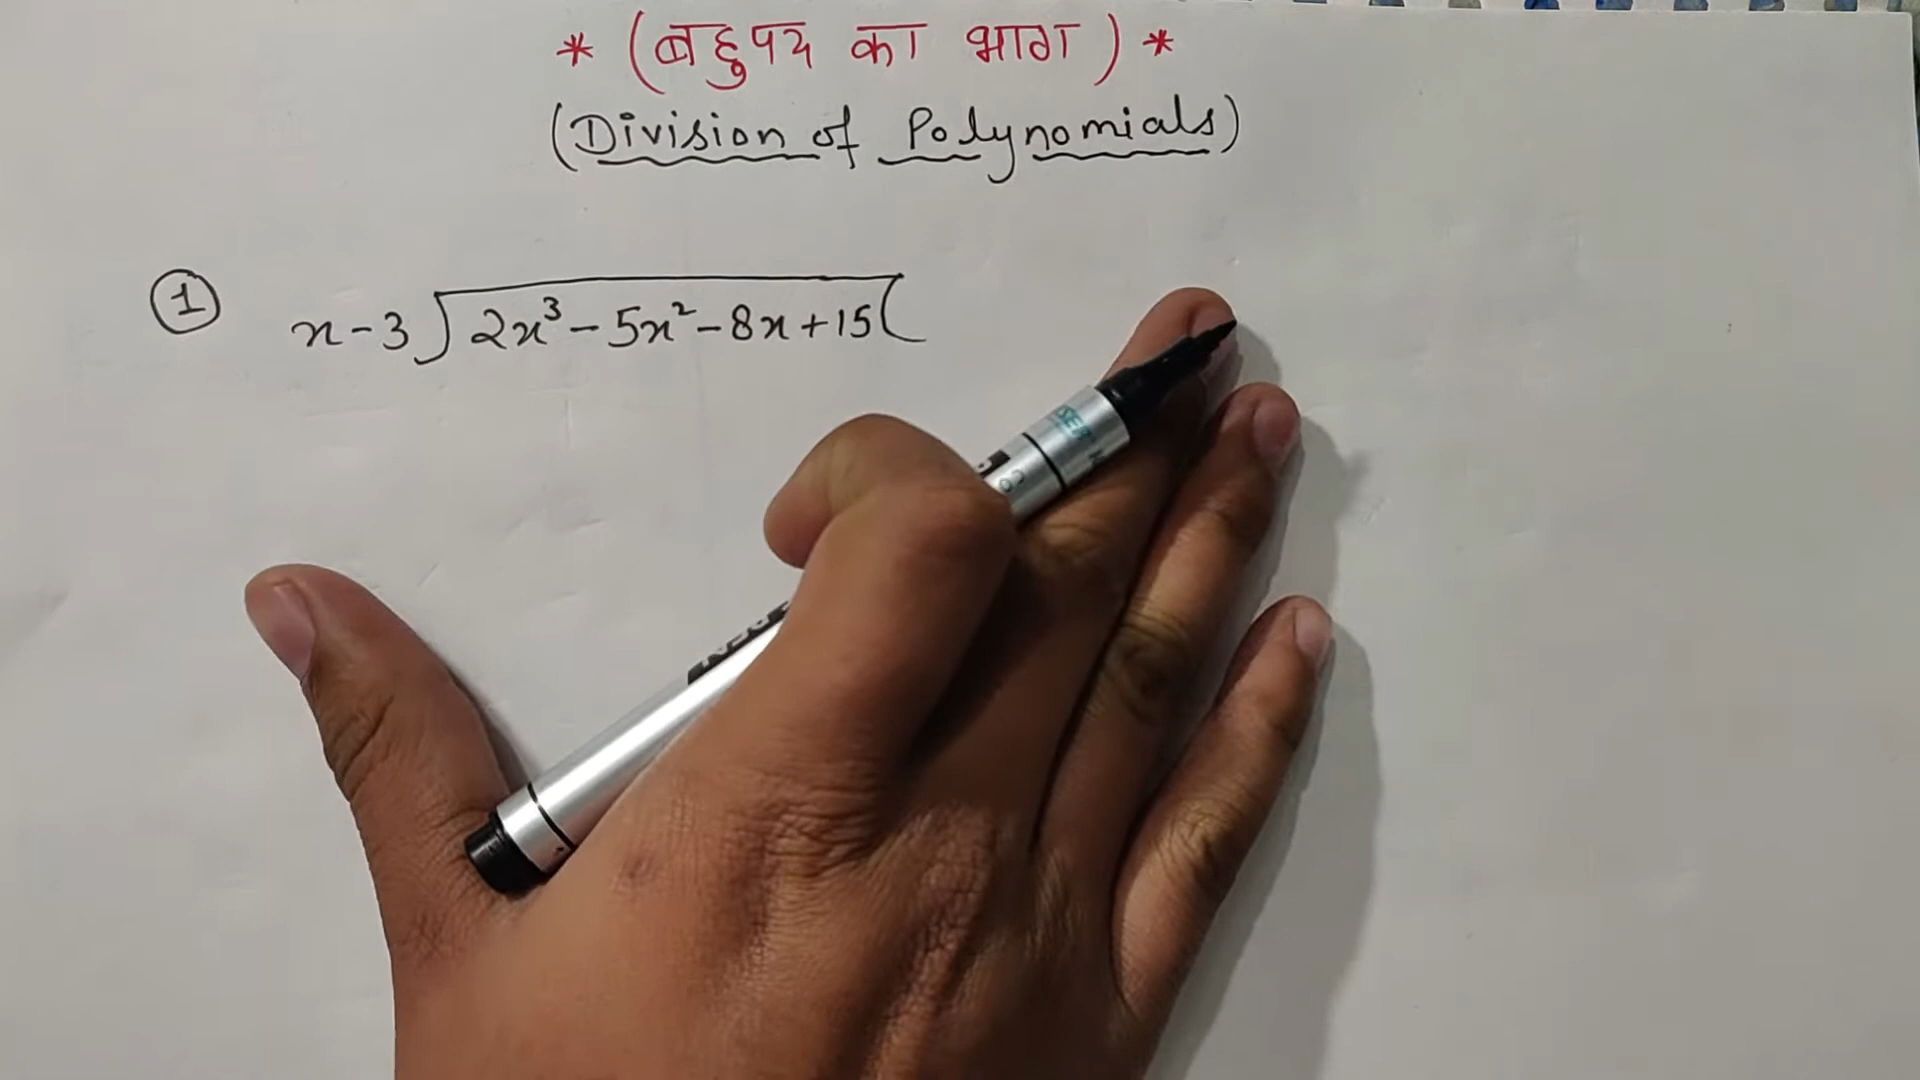 * (बहुपद का भाग) *
(Division of Polynomials)
1 x-3)2x³-5x²-8x+15(